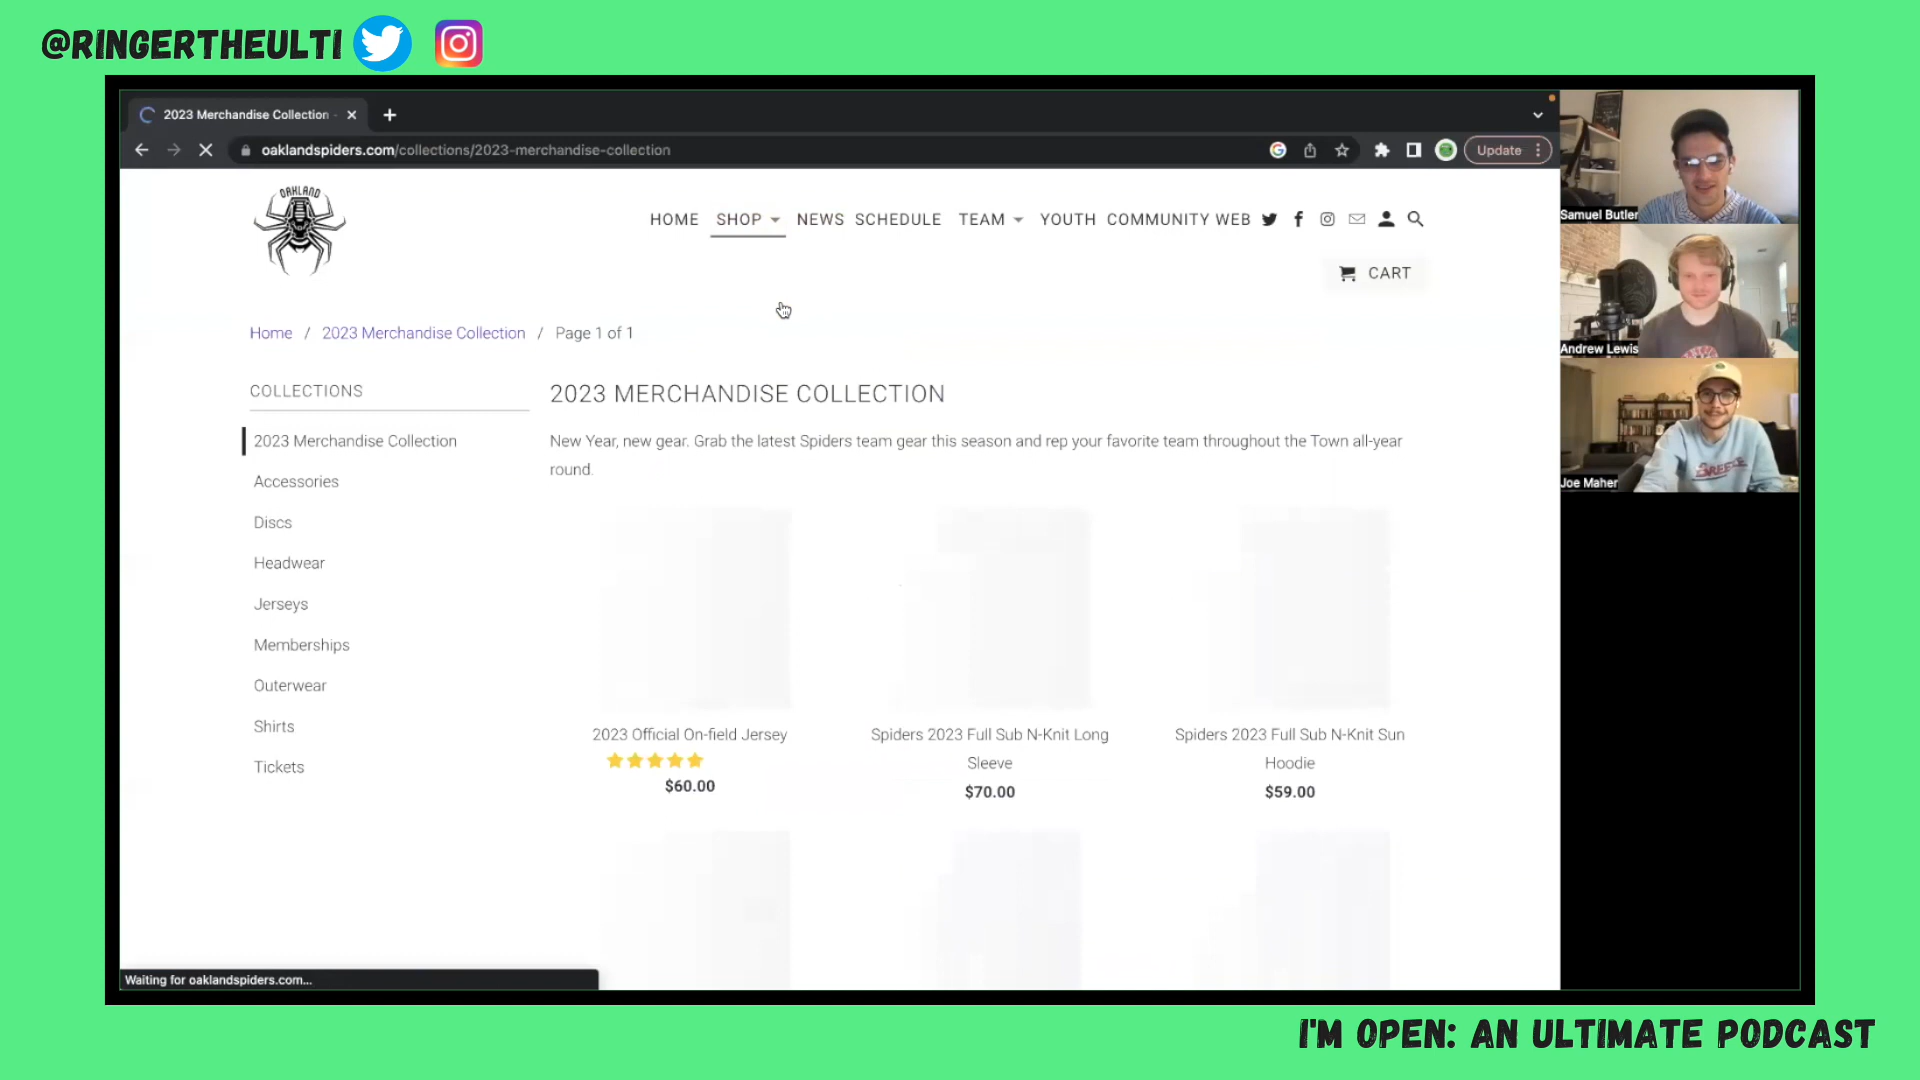 @RINGERTHEULTI
2023 Merchandise Collection -
oaklandspiders.com/collections/2023-merchandise-collection
Update
OAKLAND
HOME SHOP NEWS SCHEDULE TEAM YOUTH COMMUNITY WEB
CART
Home / 2023 Merchandise Collection / Page 1 of 1
COLLECTIONS
2023 Merchandise Collection
Accessories
Discs
Headwear
Jerseys
Memberships
Outerwear
Shirts
Tickets
2023 MERCHANDISE COLLECTION
New Year, new gear. Grab the latest Spiders team gear this season and rep your favorite team throughout the Town all-year
round.
2023 Official On-field Jersey
$60.00
Spiders 2023 Full Sub N-Knit Long
Sleeve
$70.00
Spiders 2023 Full Sub N-Knit Sun
Hoodie
$59.00
Waiting for oaklandspiders.com...
Samuel Butler
Andrew Lewis
BREEZE
Joe Maher
I'M OPEN: AN ULTIMATE PODCAST